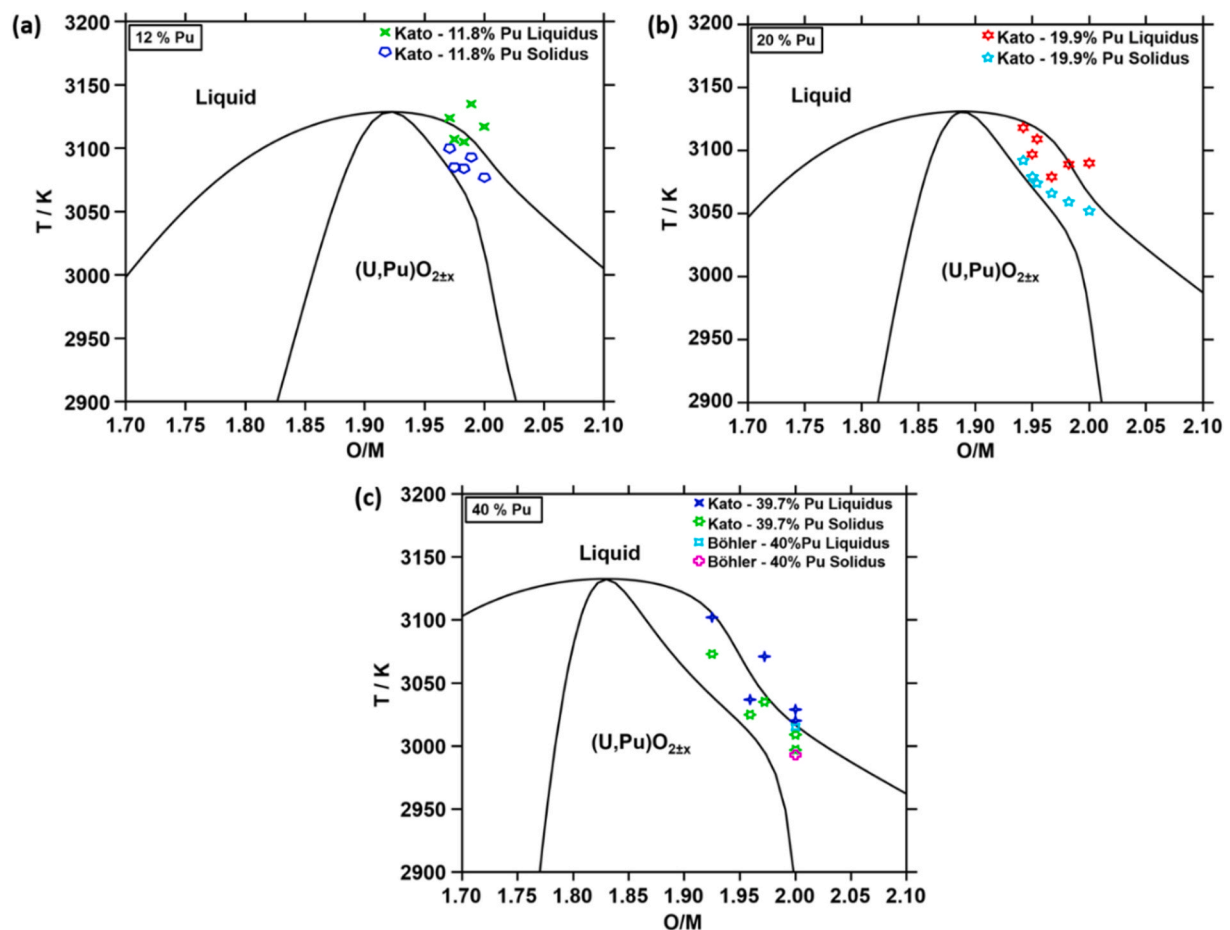 (a)
12 % Pu
Kato - 11.8% Pu Liquidus
Kato - 11.8% Pu Solidus
Liquid
(U,Pu)O2±x
T / K
3200
3150
3100
3050
3000
2950
2900
1.70 1.75 1.80 1.85 1.90 1.95 2.00 2.05 2.10
O/M
(b)
20 % Pu
Kato - 19.9% Pu Liquidus
Kato - 19.9% Pu Solidus
Liquid
(U,Pu)O2±x
T / K
3200
3150
3100
3050
3000
2950
2900
1.70 1.75 1.80 1.85 1.90 1.95 2.00 2.05 2.10
O/M
(c)
40 % Pu
Kato - 39.7% Pu Liquidus
Kato - 39.7% Pu Solidus
Böhler - 40%Pu Liquidus
Böhler - 40% Pu Solidus
Liquid
(U,Pu)O2±x
T / K
3200
3150
3100
3050
3000
2950
2900
1.70 1.75 1.80 1.85 1.90 1.95 2.00 2.05 2.10
O/M